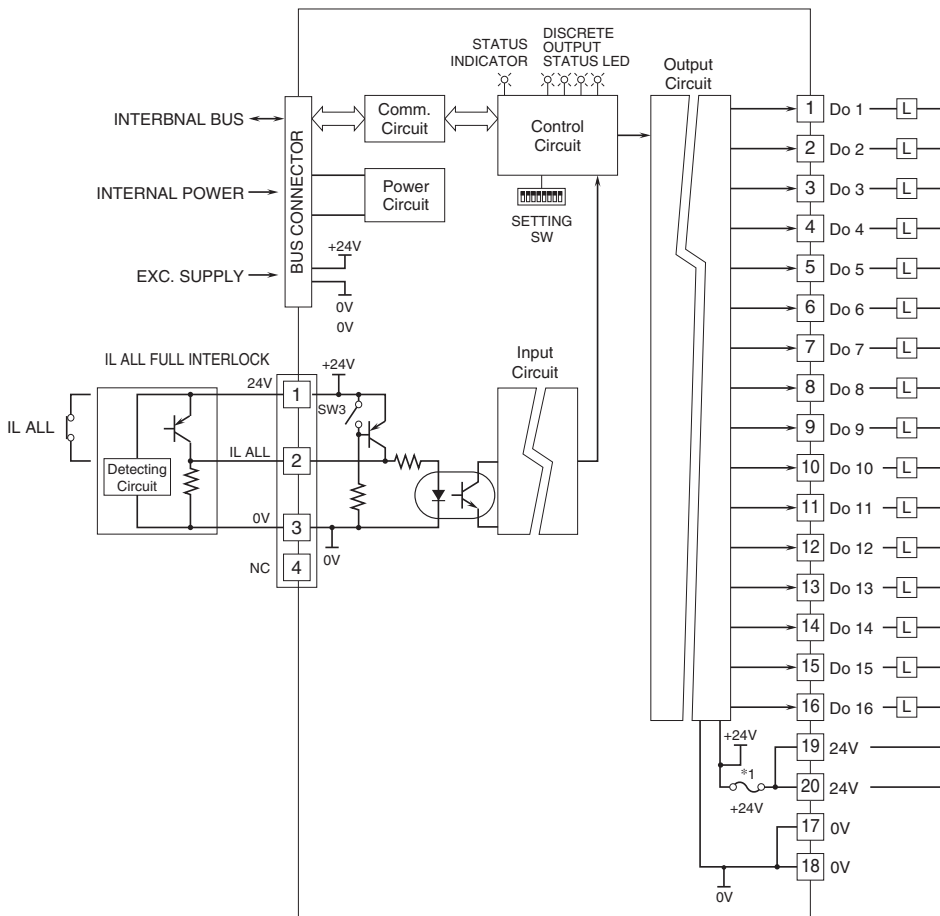 STATUS
INDICATOR
DISCRETE
OUTPUT
STATUS LED
Output
Circuit
INTERBNAL BUS
Comm.
Circuit
Control
Circuit
INTERNAL POWER
Power
Circuit
BUS CONNECTOR
SETTING
SW
EXC. SUPPLY
+24V
0V
0V
IL ALL FULL INTERLOCK
24V
1
+24V
SW3
Input
Circuit
IL ALL
IL ALL
2
Detecting
Circuit
0V
3
0V
NC
4
1 Do 1 L
2 Do 2 L
3 Do 3 L
4 Do 4 L
5 Do 5 L
6 Do 6 L
7 Do 7 L
8 Do 8 L
9 Do 9 L
10 Do 10 L
11 Do 11 L
12 Do 12 L
13 Do 13 L
14 Do 14 L
15 Do 15 L
16 Do 16 L
+24V
19 24V
*1
20 24V
+24V
17 0V
18 0V
0V